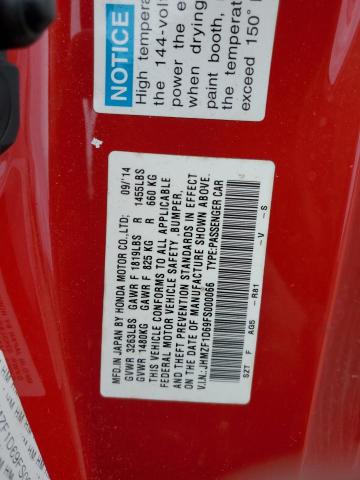 NOTICE
High tempera
the 144-volt
power the e
when drying
paint booth,
the temperat
exceed 150°
MFD.IN JAPAN BY HONDA MOTOR CO.,LTD; 09/'14
GVWR 3263LBS GAWR F 1819LBS R 1455LBS
GVWR 1480KG GAWR F 825 KG R 660 KG
THIS VEHICLE CONFORMS TO ALL APPLICABLE
FEDERAL MOTOR VEHICLE SAFETY ,BUMPER,
AND THEFT PREVENTION STANDARDS IN EFFECT
ON THE DATE OF MANUFACTURE SHOWN ABOVE.
V.I.N.:JHMZF1D69FS000066 TYPE:PASSENGER CAR
SZT F AG5 -R81 -V -S